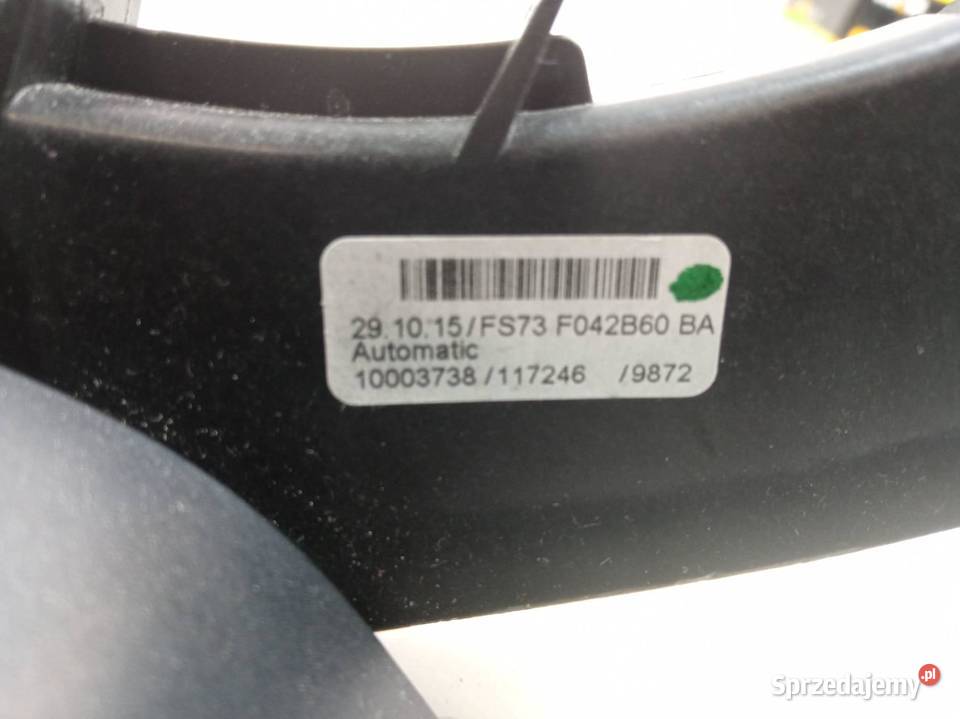 29.10.15/FS73 F042B60 BA
Automatic
10003738/117246 /9872
Sprzedajemy.pl